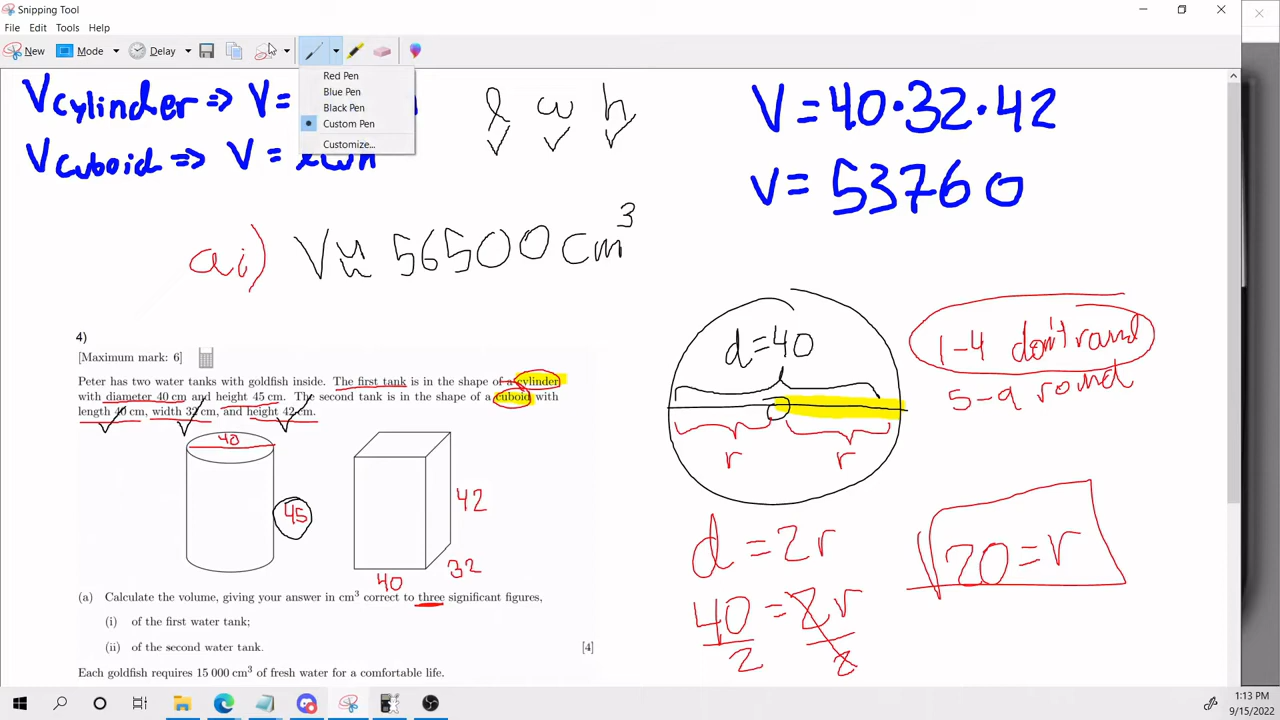 Snipping Tool
File Edit Tools Help
New Mode Delay
Red Pen
Blue Pen
Black Pen
Custom Pen
Customize...
Vcylinder => V=
Vcuboid => V = lwh
l w h
V=40·32·42
V= 53760
ai) V≈ 56500cm³
d=40
r r
1-4 don't round
5-9 round
4)
[Maximum mark: 6]
Peter has two water tanks with goldfish inside. The first tank is in the shape of a cylinder
with diameter 40 cm and height 45 cm. The second tank is in the shape of a cuboid with
length 40 cm, width 32 cm, and height 42 cm.
40
45
42
32
40
d = 2r
40 = 2r
2 2
20 = r
(a) Calculate the volume, giving your answer in cm³ correct to three significant figures,
(i) of the first water tank;
(ii) of the second water tank. [4]
Each goldfish requires 15 000 cm³ of fresh water for a comfortable life.
1:13 PM
9/15/2022